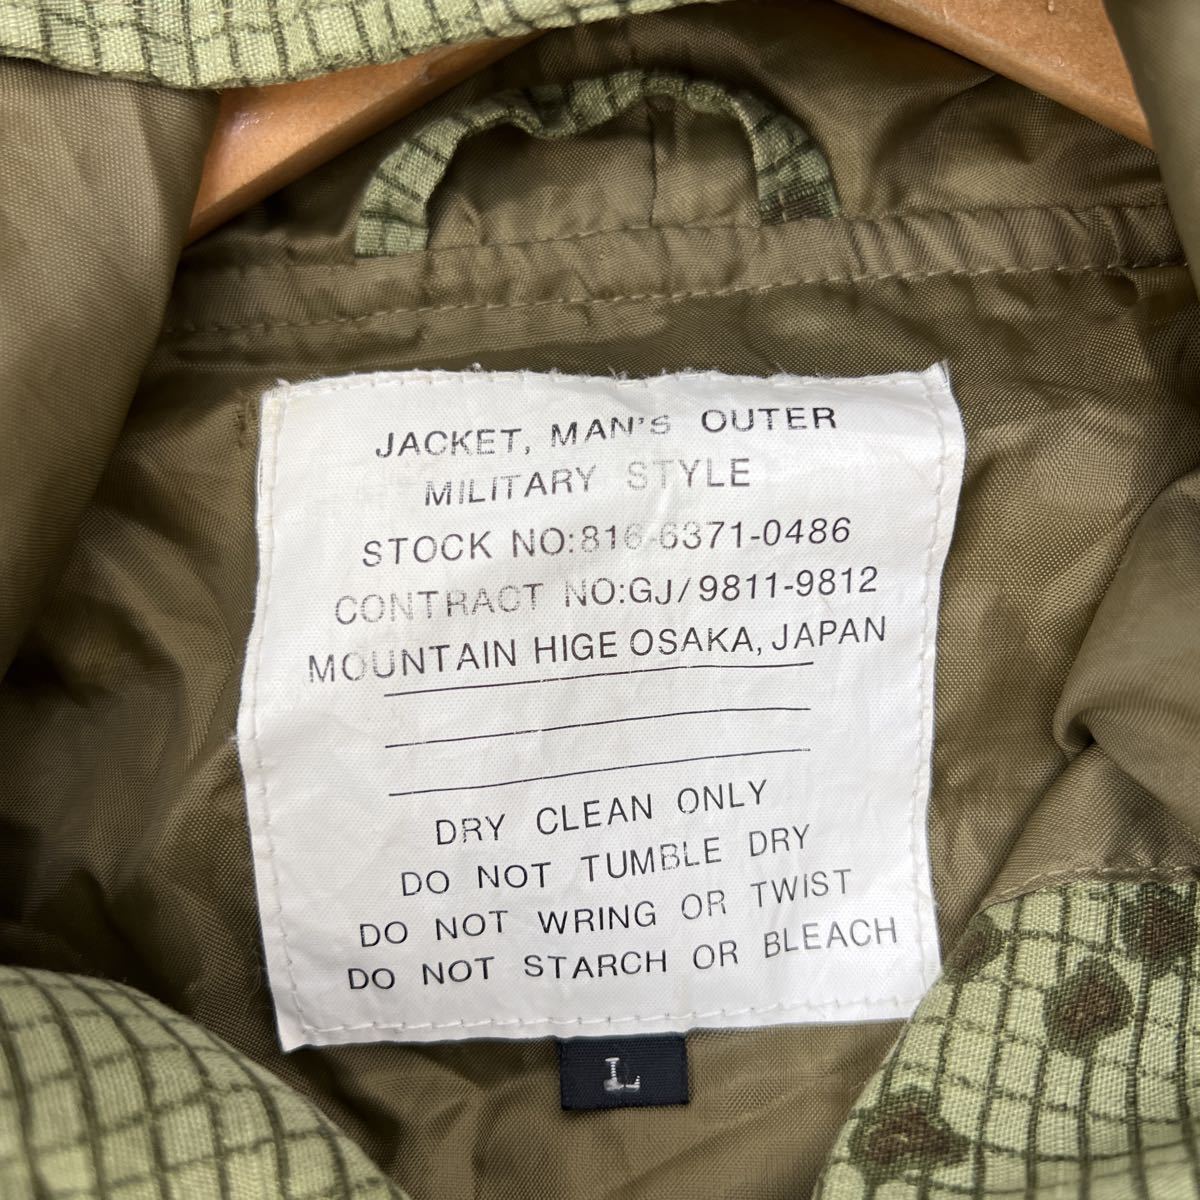 JACKET, MAN'S OUTER
MILITARY STYLE
STOCK NO:816-6371-0486
CONTRACT NO:GJ/9811-9812
MOUNTAIN HIGE OSAKA, JAPAN
DRY CLEAN ONLY
DO NOT TUMBLE DRY
DO NOT WRING OR TWIST
DO NOT STARCH OR BLEACH
L